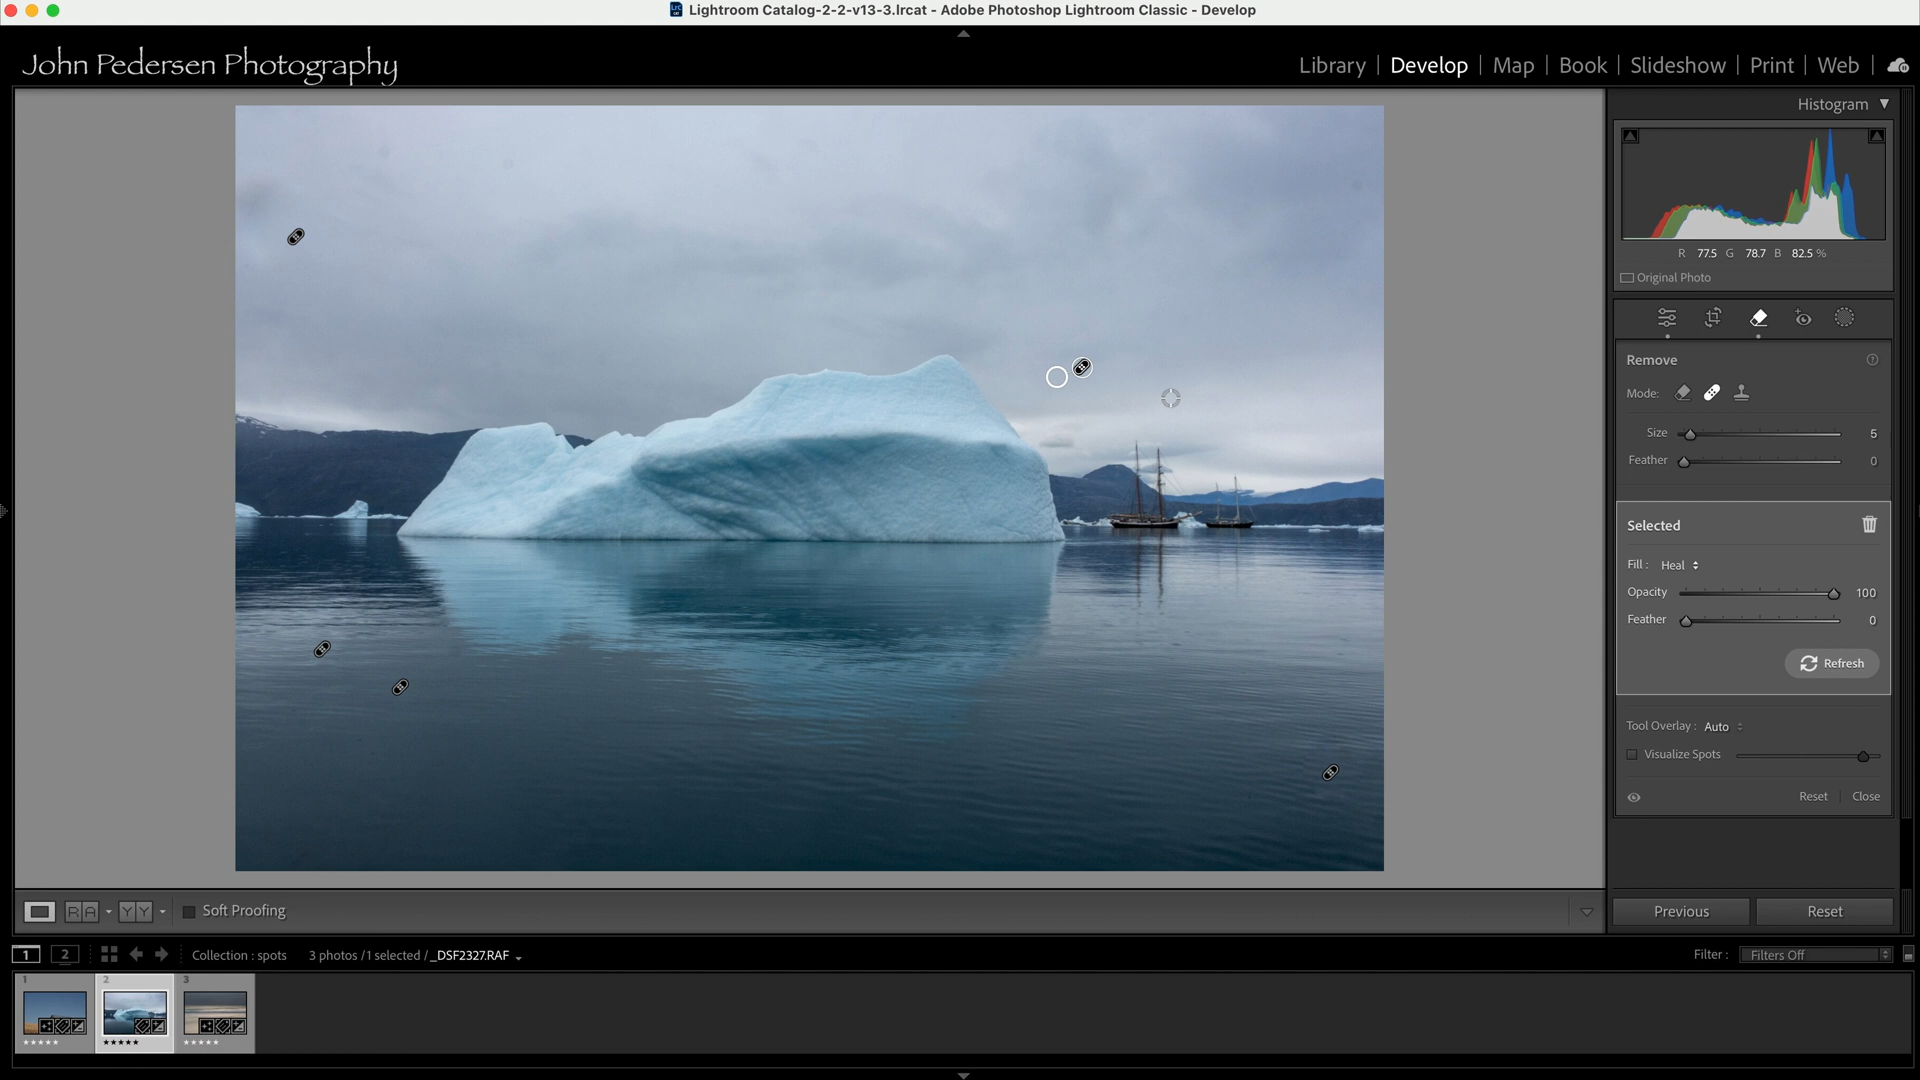 Lightroom Catalog-2-2-v13-3.lrcat - Adobe Photoshop Lightroom Classic - Develop
John Pedersen Photography
Library | Develop | Map | Book | Slideshow | Print | Web |
Histogram
R 77.5 G 78.7 B 82.5 %
Original Photo
Remove
Mode:
Size 5
Feather 0
Selected
Fill : Heal
Opacity 100
Feather 0
Refresh
Tool Overlay : Auto
Visualize Spots
Reset | Close
R A Y Y Soft Proofing
Previous Reset
1 2 Collection : spots 3 photos /1 selected /_DSF2327.RAF
Filter : Filters Off
1 2 3